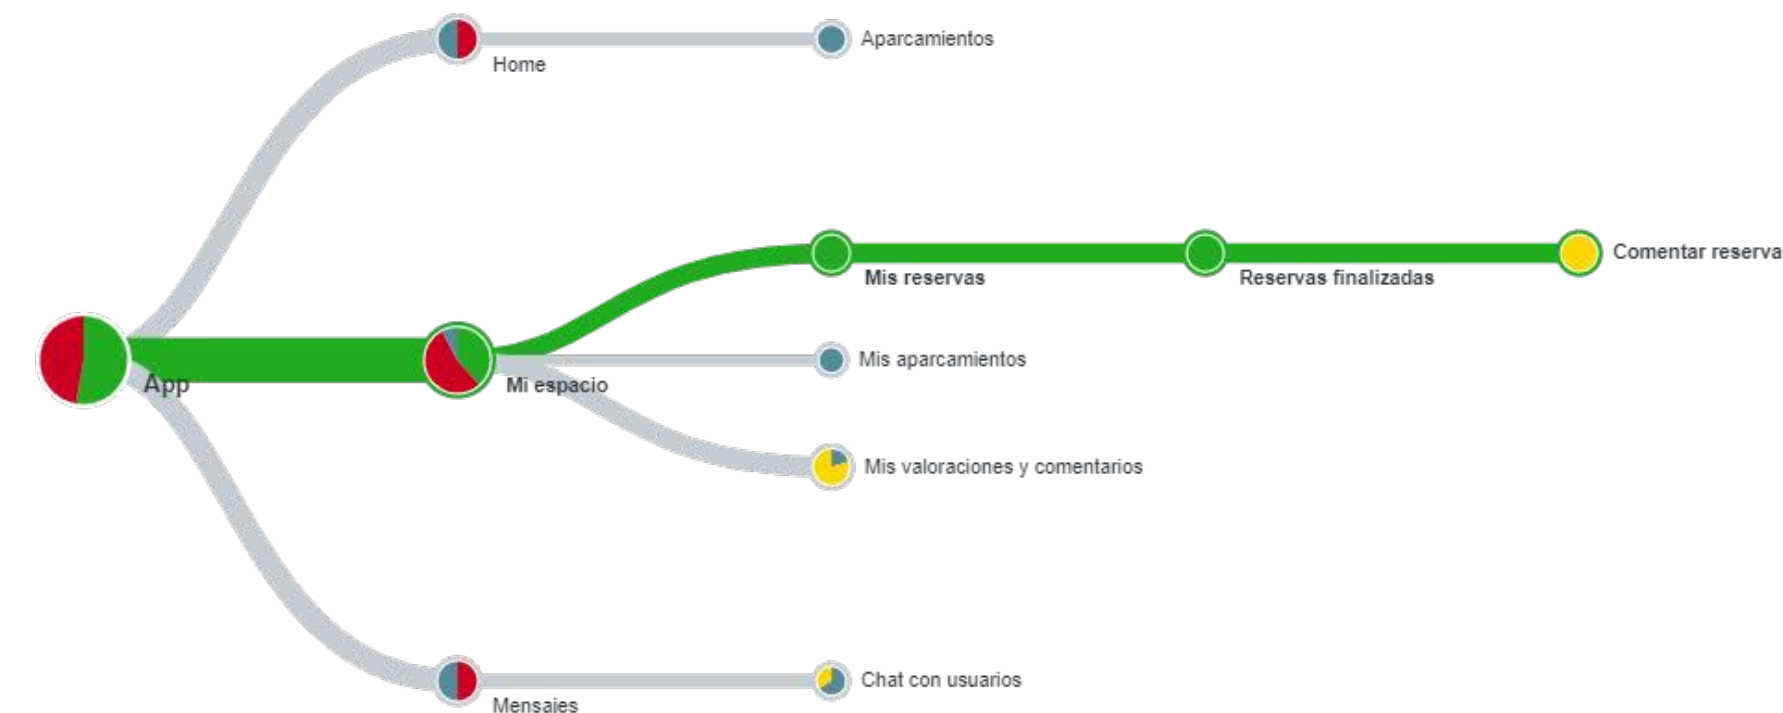 Home
Aparcamientos
Mis reservas
Reservas finalizadas
Comentar reserva
App
Mi espacio
Mis aparcamientos
Mis valoraciones y comentarios
Mensajes
Chat con usuarios